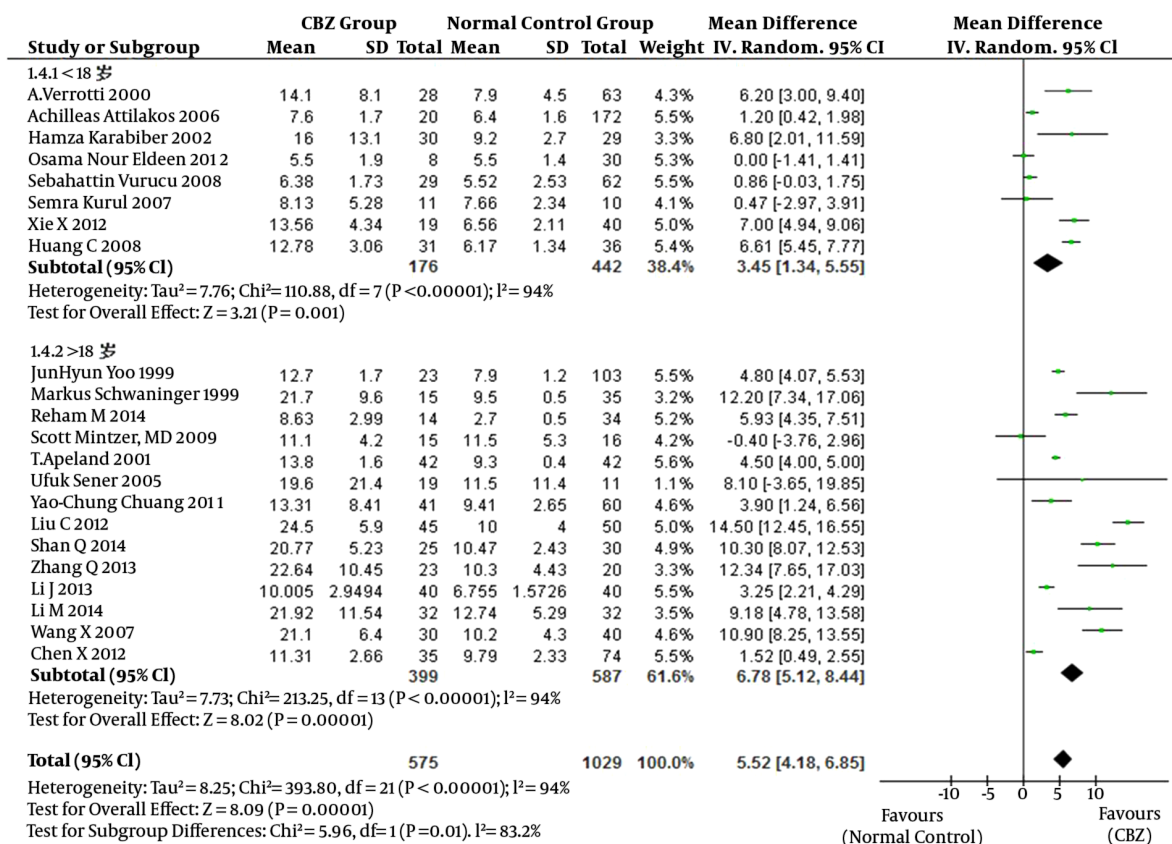 CBZ Group Normal Control Group Mean Difference Mean Difference
Study or Subgroup Mean SD Total Mean SD Total Weight IV. Random. 95% CI IV. Random. 95% Cl
1.4.1 < 18 岁
A.Verrotti 2000 14.1 8.1 28 7.9 4.5 63 4.3% 6.20 [3.00, 9.40]
Achilleas Attilakos 2006 7.6 1.7 20 6.4 1.6 172 5.5% 1.20 [0.42, 1.98]
Hamza Karabiber 2002 16 13.1 30 9.2 2.7 29 3.3% 6.80 [2.01, 11.59]
Osama Nour Eldeen 2012 5.5 1.9 8 5.5 1.4 30 5.3% 0.00 [-1.41, 1.41]
Sebahattin Vurucu 2008 6.38 1.73 29 5.52 2.53 62 5.5% 0.86 [-0.03, 1.75]
Semra Kurul 2007 8.13 5.28 11 7.66 2.34 10 4.1% 0.47 [-2.97, 3.91]
Xie X 2012 13.56 4.34 19 6.56 2.11 40 5.0% 7.00 [4.94, 9.06]
Huang C 2008 12.78 3.06 31 6.17 1.34 36 5.4% 6.61 [5.45, 7.77]
Subtotal (95% Cl) 176 442 38.4% 3.45 [1.34, 5.55]
Heterogeneity: Tau² = 7.76; Chi²= 110.88, df = 7 (P <0.00001); l²= 94%
Test for Overall Effect: Z = 3.21 (P = 0.001)
1.4.2 >18 岁
JunHyun Yoo 1999 12.7 1.7 23 7.9 1.2 103 5.5% 4.80 [4.07, 5.53]
Markus Schwaninger 1999 21.7 9.6 15 9.5 0.5 35 3.2% 12.20 [7.34, 17.06]
Reham M 2014 8.63 2.99 14 2.7 0.5 34 5.2% 5.93 [4.35, 7.51]
Scott Mintzer, MD 2009 11.1 4.2 15 11.5 5.3 16 4.2% -0.40 [-3.76, 2.96]
T.Apeland 2001 13.8 1.6 42 9.3 0.4 42 5.6% 4.50 [4.00, 5.00]
Ufuk Sener 2005 19.6 21.4 19 11.5 11.4 11 1.1% 8.10 [-3.65, 19.85]
Yao-Chung Chuang 2011 13.31 8.41 41 9.41 2.65 60 4.6% 3.90 [1.24, 6.56]
Liu C 2012 24.5 5.9 45 10 4 50 5.0% 14.50 [12.45, 16.55]
Shan Q 2014 20.77 5.23 25 10.47 2.43 30 4.9% 10.30 [8.07, 12.53]
Zhang Q 2013 22.64 10.45 23 10.3 4.43 20 3.3% 12.34 [7.65, 17.03]
Li J 2013 10.005 2.9494 40 6.755 1.5726 40 5.5% 3.25 [2.21, 4.29]
Li M 2014 21.92 11.54 32 12.74 5.29 32 3.5% 9.18 [4.78, 13.58]
Wang X 2007 21.1 6.4 30 10.2 4.3 40 4.6% 10.90 [8.25, 13.55]
Chen X 2012 11.31 2.66 35 9.79 2.33 74 5.5% 1.52 [0.49, 2.55]
Subtotal (95% Cl) 399 587 61.6% 6.78 [5.12, 8.44]
Heterogeneity: Tau² = 7.73; Chi²= 213.25, df = 13 (P < 0.00001); l²= 94%
Test for Overall Effect: Z = 8.02 (P = 0.00001)
Total (95% Cl) 575 1029 100.0% 5.52 [4.18, 6.85]
Heterogeneity: Tau² = 8.25; Chi²= 393.80, df = 21 (P < 0.00001); l²= 94%
Test for Overall Effect: Z = 8.09 (P = 0.00001)
Test for Subgroup Differences: Chi²= 5.96, df= 1 (P =0.01). l²= 83.2%
-10 -5 0 5 10
Favours Favours
(Normal Control) (CBZ)